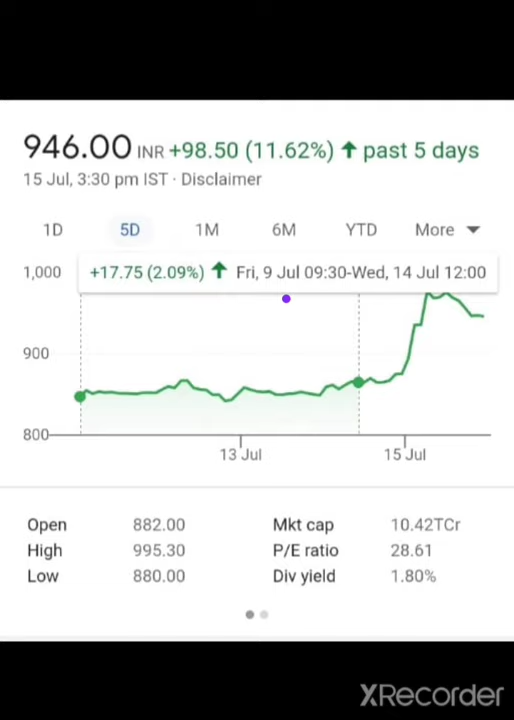 946.00 INR +98.50 (11.62%) ↑ past 5 days
15 Jul, 3:30 pm IST · Disclaimer
1D 5D 1M 6M YTD More
1,000
+17.75 (2.09%) ↑ Fri, 9 Jul 09:30-Wed, 14 Jul 12:00
900
800
13 Jul 15 Jul
Open 882.00 Mkt cap 10.42TCr
High 995.30 P/E ratio 28.61
Low 880.00 Div yield 1.80%
XRecorder